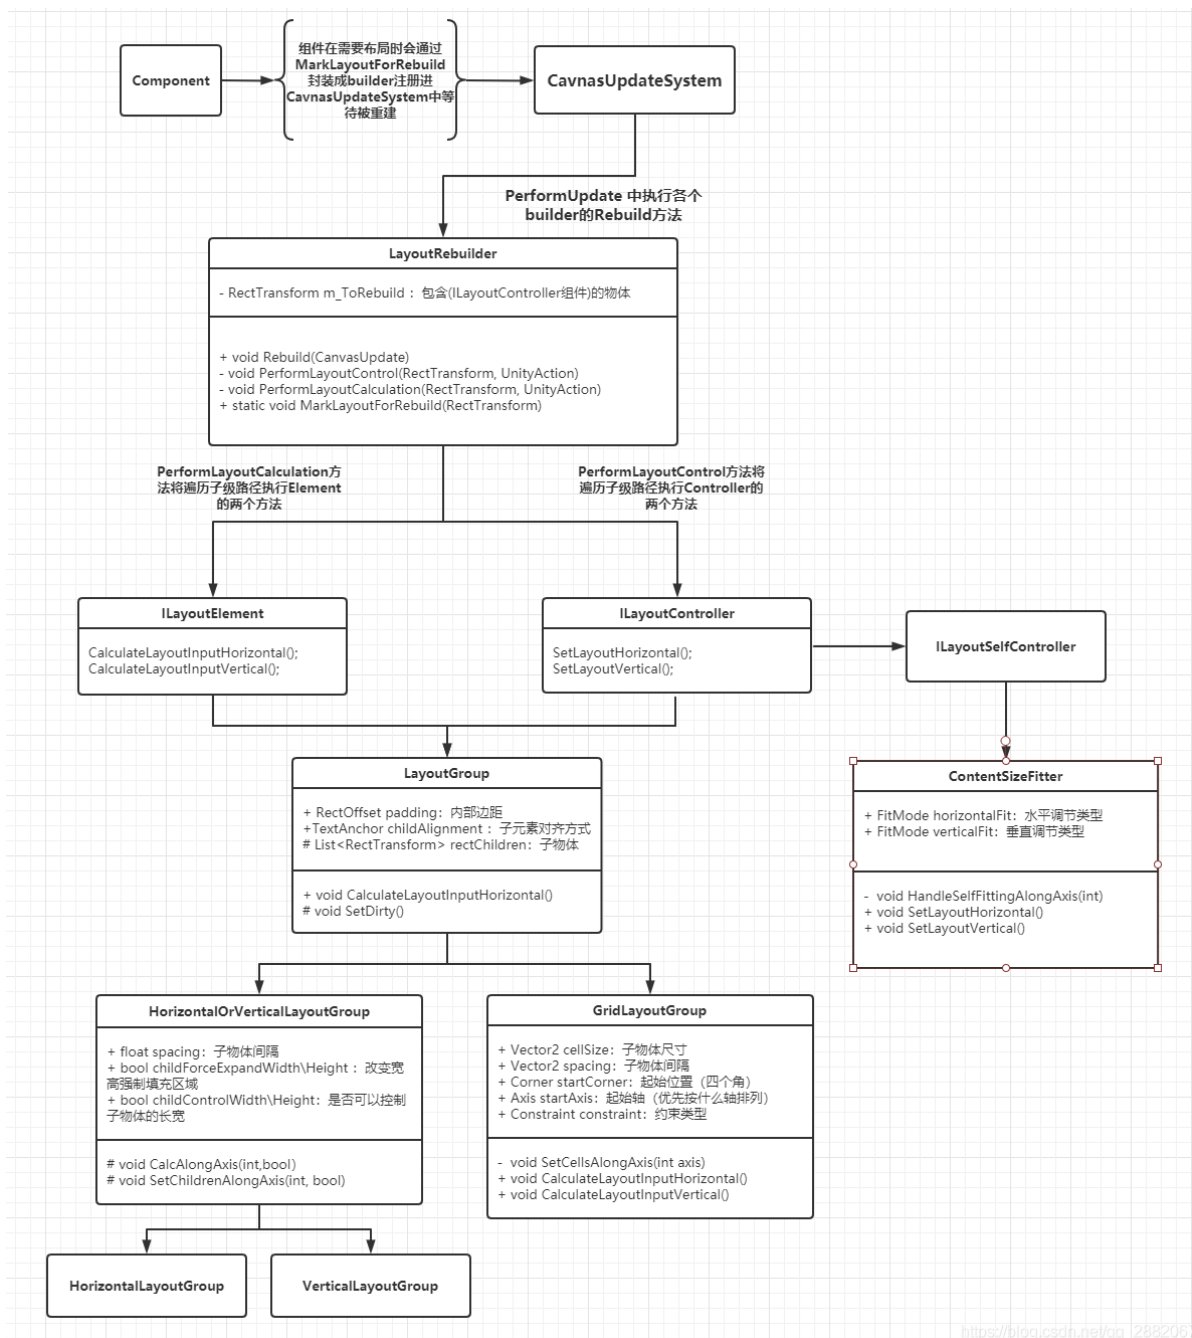 Component
组件在需要布局时会通过
MarkLayoutForRebuild
封装成builder注册进
CavnasUpdateSystem中等
待被重建
CavnasUpdateSystem
PerformUpdate 中执行各个
builder的Rebuild方法
LayoutRebuilder
- RectTransform m_ToRebuild ：包含(ILayoutController组件)的物体
+ void Rebuild(CanvasUpdate)
- void PerformLayoutControl(RectTransform, UnityAction)
- void PerformLayoutCalculation(RectTransform, UnityAction)
+ static void MarkLayoutForRebuild(RectTransform)
PerformLayoutCalculation方
法将遍历子级路径执行Element
的两个方法
PerformLayoutControl方法将
遍历子级路径执行Controller的
两个方法
ILayoutElement
CalculateLayoutInputHorizontal();
CalculateLayoutInputVertical();
ILayoutController
SetLayoutHorizontal();
SetLayoutVertical();
ILayoutSelfController
LayoutGroup
+ RectOffset padding：内部边距
+TextAnchor childAlignment ：子元素对齐方式
# List<RectTransform> rectChildren：子物体
+ void CalculateLayoutInputHorizontal()
# void SetDirty()
ContentSizeFitter
+ FitMode horizontalFit：水平调节类型
+ FitMode verticalFit：垂直调节类型
- void HandleSelfFittingAlongAxis(int)
+ void SetLayoutHorizontal()
+ void SetLayoutVertical()
HorizontalOrVerticalLayoutGroup
+ float spacing：子物体间隔
+ bool childForceExpandWidth\Height ：改变宽
高强制填充区域
+ bool childControlWidth\Height：是否可以控制
子物体的长宽
# void CalcAlongAxis(int,bool)
# void SetChildrenAlongAxis(int, bool)
GridLayoutGroup
+ Vector2 cellSize：子物体尺寸
+ Vector2 spacing：子物体间隔
+ Corner startCorner：起始位置（四个角）
+ Axis startAxis：起始轴（优先按什么轴排列）
+ Constraint constraint：约束类型
- void SetCellsAlongAxis(int axis)
+ void CalculateLayoutInputHorizontal()
+ void CalculateLayoutInputVertical()
HorizontalLayoutGroup
VerticalLayoutGroup